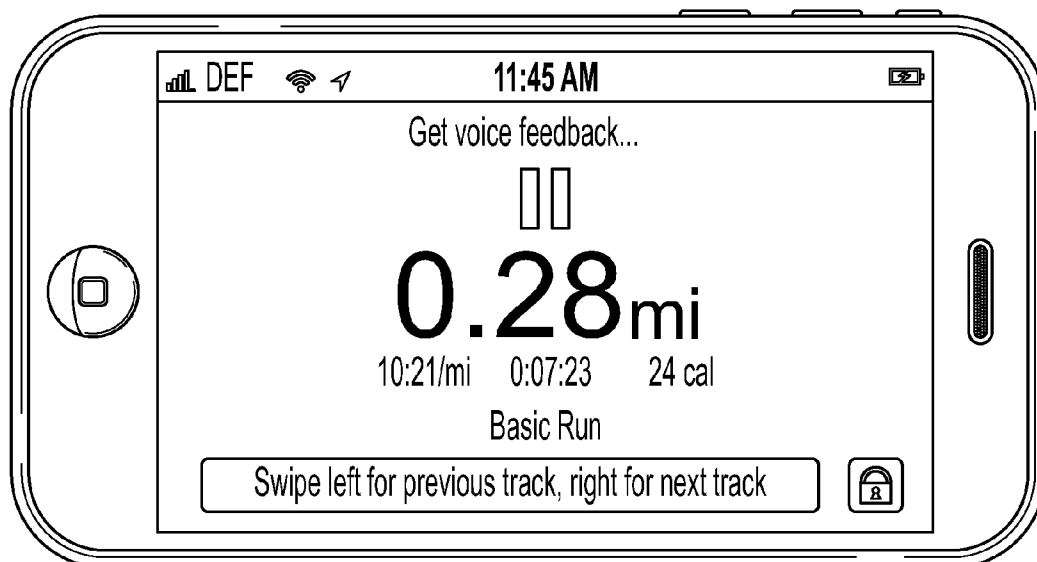 DEF 11:45 AM
Get voice feedback...
0.28mi
10:21/mi 0:07:23 24 cal
Basic Run
Swipe left for previous track, right for next track